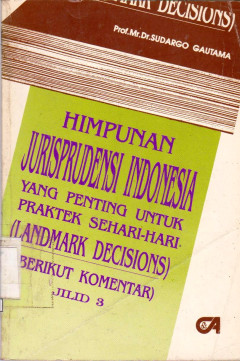 (LANDMARK DECISIONS)
Prof.Mr.Dr.SUDARGO GAUTAMA
HIMPUNAN
JURISPRUDENSI INDONESIA
YANG PENTING UNTUK
PRAKTEK SEHARI-HARI
(LANDMARK DECISIONS)
BERIKUT KOMENTAR)
JILID 3